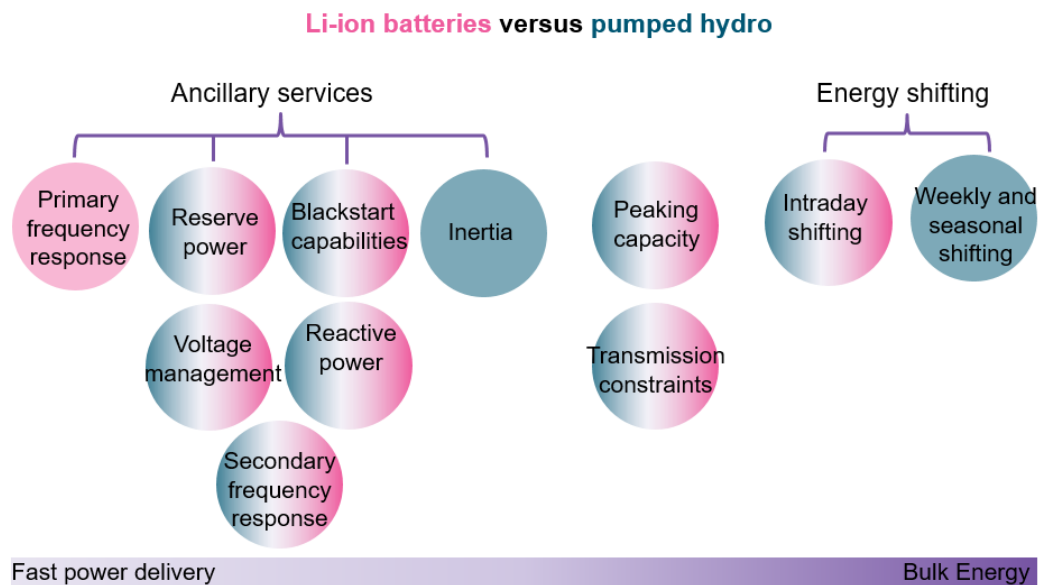 Li-ion batteries versus pumped hydro
Ancillary services
Energy shifting
Primary
frequency
response
Reserve
power
Blackstart
capabilities
Inertia
Peaking
capacity
Intraday
shifting
Weekly and
seasonal
shifting
Voltage
management
Reactive
power
Transmission
constraints
Secondary
frequency
response
Fast power delivery
Bulk Energy